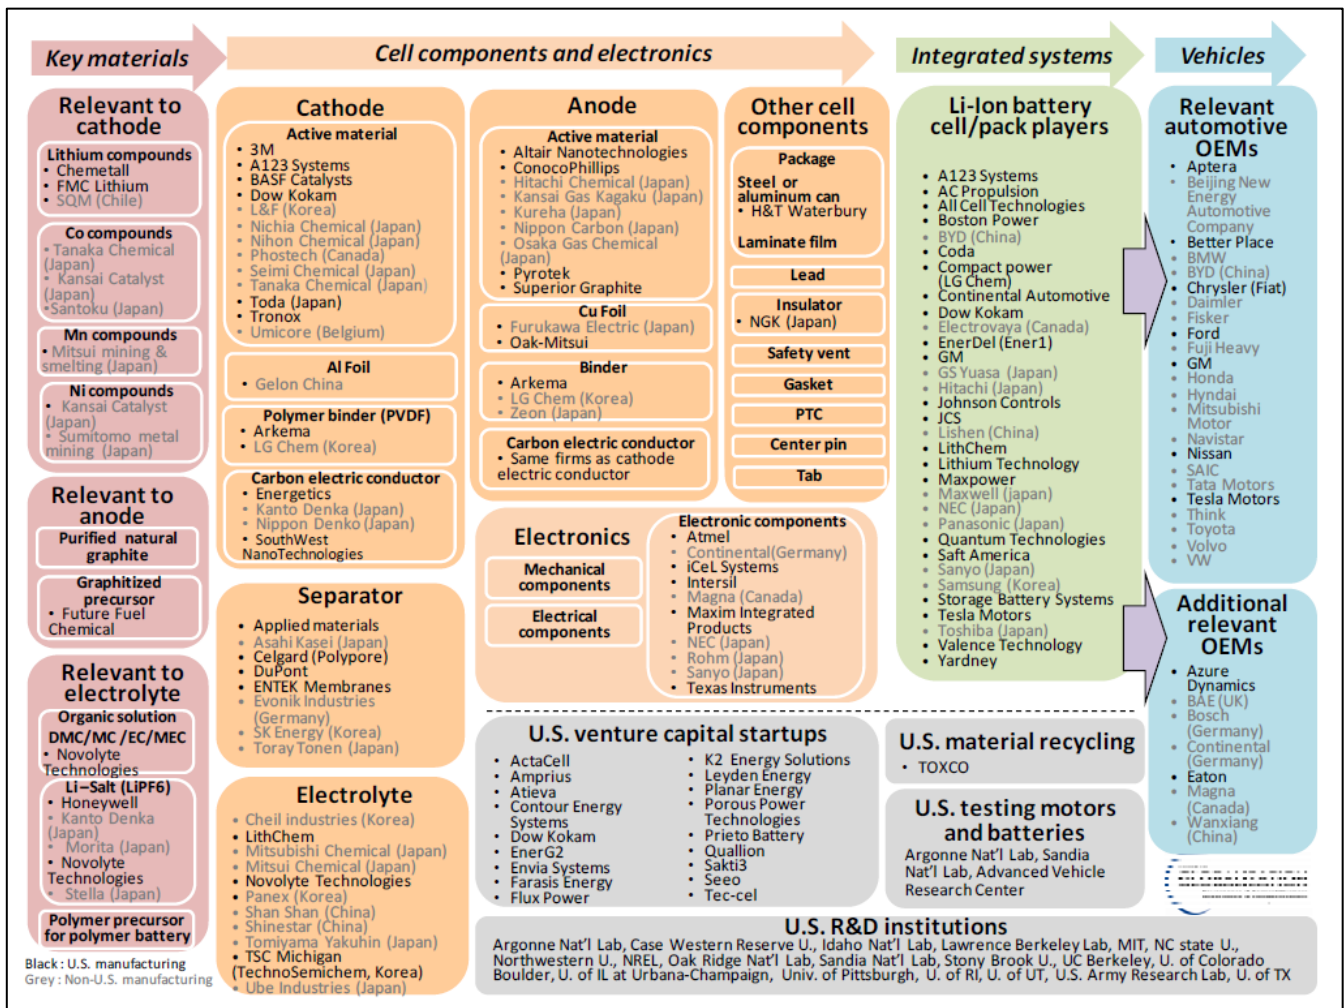 Key materials
Cell components and electronics
Integrated systems
Vehicles
Relevant to
cathode
Lithium compounds
• Chemetall
• FMC Lithium
• SQM (Chile)
Co compounds
• Tanaka Chemical
(Japan)
• Kansai Catalyst
(Japan)
• Santoku (Japan)
Mn compounds
• Mitsui mining &
smelting (Japan)
Ni compounds
• Kansai Catalyst
(Japan)
• Sumitomo metal
mining (Japan)
Relevant to
anode
Purified natural
graphite
Graphitized
precursor
• Future Fuel
Chemical
Relevant to
electrolyte
Organic solution
DMC/MC /EC/MEC
• Novolyte
Technologies
Li–Salt (LiPF6)
• Honeywell
• Kanto Denka
(Japan)
• Morita (Japan)
• Novolyte
Technologies
• Stella (Japan)
Polymer precursor
for polymer battery
Black : U.S. manufacturing
Grey : Non-U.S. manufacturing
Cathode
Active material
• 3M
• A123 Systems
• BASF Catalysts
• Dow Kokam
• L&F (Korea)
• Nichia Chemical (Japan)
• Nihon Chemical (Japan)
• Phostech (Canada)
• Seimi Chemical (Japan)
• Tanaka Chemical (Japan)
• Toda (Japan)
• Tronox
• Umicore (Belgium)
Al Foil
• Gelon China
Polymer binder (PVDF)
• Arkema
• LG Chem (Korea)
Carbon electric conductor
• Energetics
• Kanto Denka (Japan)
• Nippon Denko (Japan)
• SouthWest
NanoTechnologies
Separator
• Applied materials
• Asahi Kasei (Japan)
• Celgard (Polypore)
• DuPont
• ENTEK Membranes
• Evonik Industries
(Germany)
• SK Energy (Korea)
• Toray Tonen (Japan)
Electrolyte
• Cheil industries (Korea)
• LithChem
• Mitsubishi Chemical (Japan)
• Mitsui Chemical (Japan)
• Novolyte Technologies
• Panex (Korea)
• Shan Shan (China)
• Shinestar (China)
• Tomiyama Yakuhin (Japan)
• TSC Michigan
(TechnoSemichem, Korea)
• Ube Industries (Japan)
Anode
Active material
• Altair Nanotechnologies
• ConocoPhillips
• Hitachi Chemical (Japan)
• Kansai Gas Kagaku (Japan)
• Kureha (Japan)
• Nippon Carbon (Japan)
• Osaka Gas Chemical
(Japan)
• Pyrotek
• Superior Graphite
Cu Foil
• Furukawa Electric (Japan)
• Oak-Mitsui
Binder
• Arkema
• LG Chem (Korea)
• Zeon (Japan)
Carbon electric conductor
• Same firms as cathode
electric conductor
Other cell
components
Package
Steel or
aluminum can
• H&T Waterbury
Laminate film
Lead
Insulator
• NGK (Japan)
Safety vent
Gasket
PTC
Center pin
Tab
Electronics
Mechanical
components
Electrical
components
Electronic components
• Atmel
• Continental(Germany)
• iCeL Systems
• Intersil
• Magna (Canada)
• Maxim Integrated
Products
• NEC (Japan)
• Rohm (Japan)
• Sanyo (Japan)
• Texas Instruments
Li-Ion battery
cell/pack players
• A123 Systems
• AC Propulsion
• All Cell Technologies
• Boston Power
• BYD (China)
• Coda
• Compact power
(LG Chem)
• Continental Automotive
• Dow Kokam
• Electrovaya (Canada)
• EnerDel (Ener1)
• GM
• GS Yuasa (Japan)
• Hitachi (Japan)
• Johnson Controls
• JCS
• Lishen (China)
• LithChem
• Lithium Technology
• Maxpower
• Maxwell (japan)
• NEC (Japan)
• Panasonic (Japan)
• Quantum Technologies
• Saft America
• Sanyo (Japan)
• Samsung (Korea)
• Storage Battery Systems
• Tesla Motors
• Toshiba (Japan)
• Valence Technology
• Yardney
Relevant
automotive
OEMs
• Aptera
• Beijing New
Energy
Automotive
Company
• Better Place
• BMW
• BYD (China)
• Chrysler (Fiat)
• Daimler
• Fisker
• Ford
• Fuji Heavy
• GM
• Honda
• Hyndai
• Mitsubishi
Motor
• Navistar
• Nissan
• SAIC
• Tata Motors
• Tesla Motors
• Think
• Toyota
• Volvo
• VW
Additional
relevant
OEMs
• Azure
Dynamics
• BAE (UK)
• Bosch
(Germany)
• Continental
(Germany)
• Eaton
• Magna
(Canada)
• Wanxiang
(China)
U.S. venture capital startups
• ActaCell
• Amprius
• Atieva
• Contour Energy
Systems
• Dow Kokam
• EnerG2
• Envia Systems
• Farasis Energy
• Flux Power
• K2 Energy Solutions
• Leyden Energy
• Planar Energy
• Porous Power
Technologies
• Prieto Battery
• Quallion
• Sakti3
• Seeo
• Tec-cel
U.S. material recycling
• TOXCO
U.S. testing motors
and batteries
Argonne Nat'l Lab, Sandia
Nat'l Lab, Advanced Vehicle
Research Center
U.S. R&D institutions
Argonne Nat'l Lab, Case Western Reserve U., Idaho Nat'l Lab, Lawrence Berkeley Lab, MIT, NC state U.,
Northwestern U., NREL, Oak Ridge Nat'l Lab, Sandia Nat'l Lab, Stony Brook U., UC Berkeley, U. of Colorado
Boulder, U. of IL at Urbana-Champaign, Univ. of Pittsburgh, U. of RI, U. of UT, U.S. Army Research Lab, U. of TX